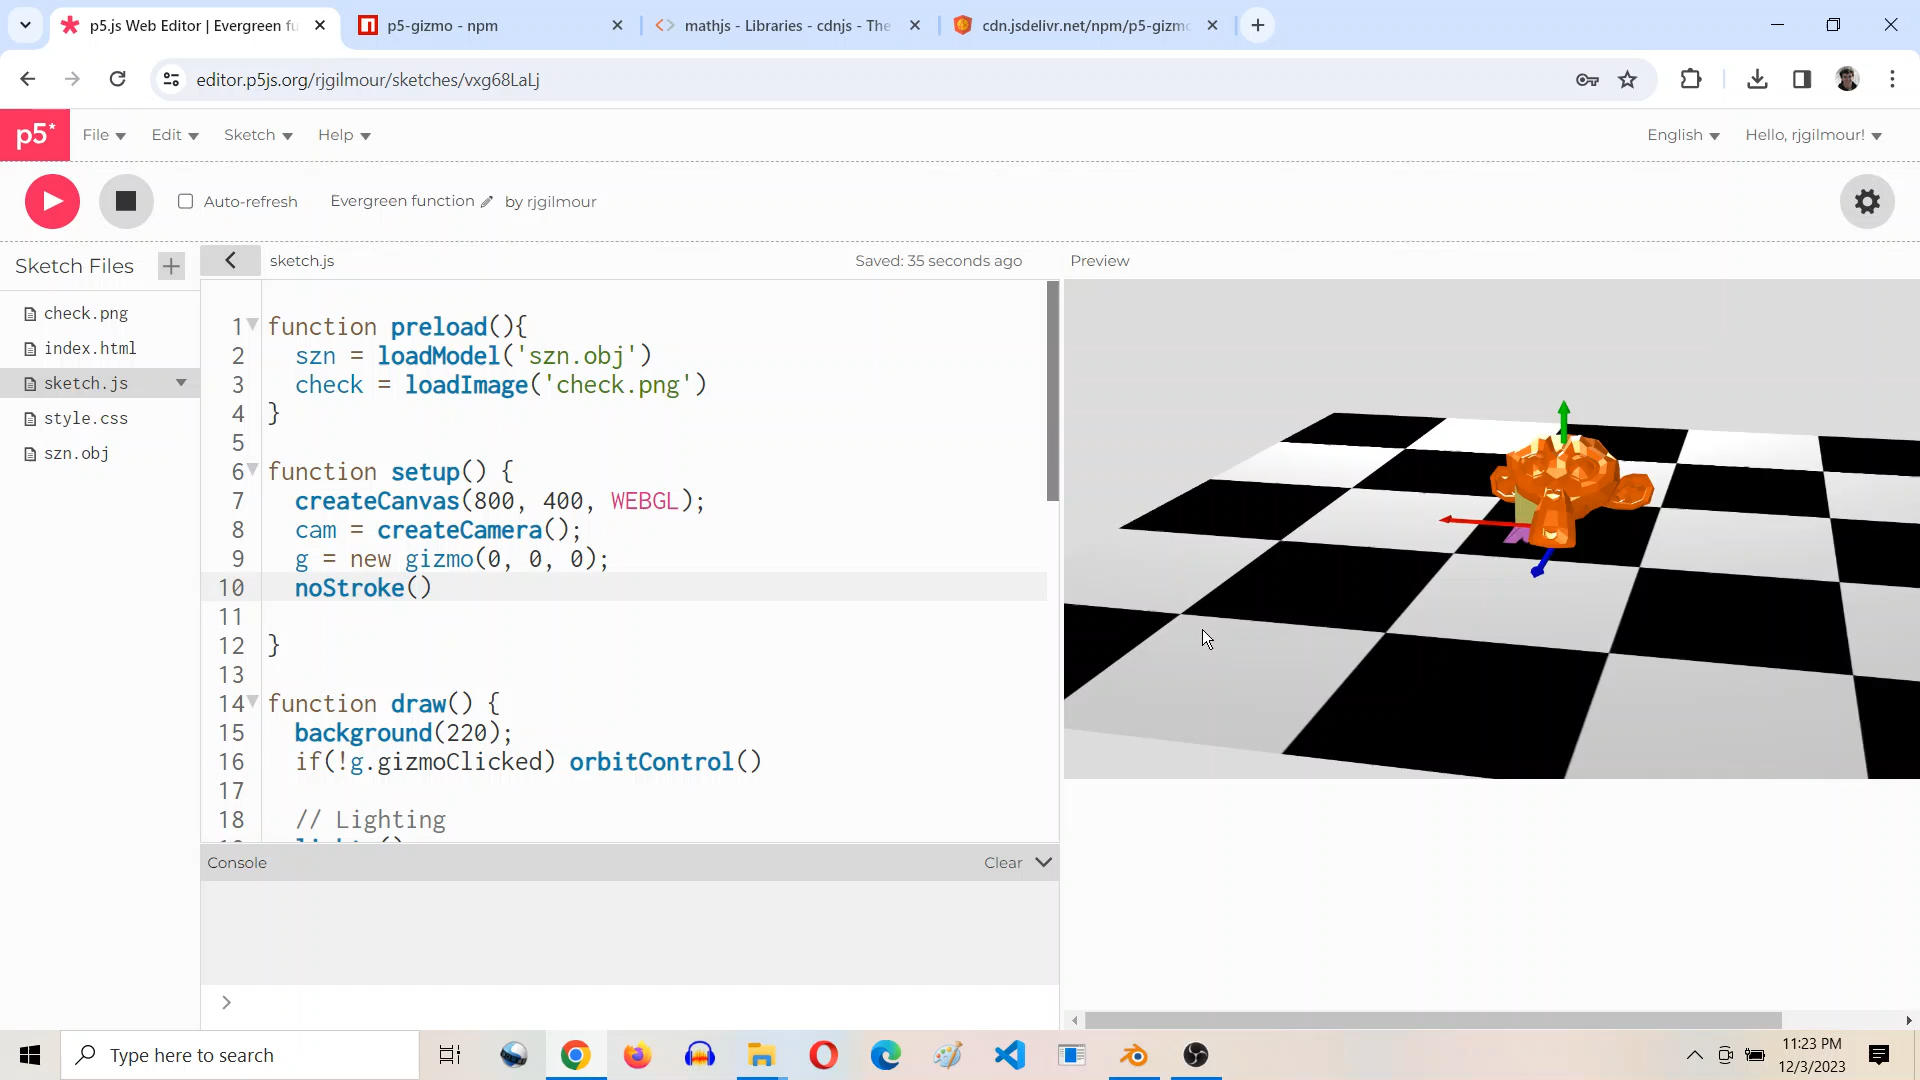 p5.js Web Editor | Evergreen fu
p5-gizmo - npm
mathjs - Libraries - cdnjs - The
cdn.jsdelivr.net/npm/p5-gizmo
editor.p5js.org/rjgilmour/sketches/vxg68LaLj
p5*
File
Edit
Sketch
Help
English
Hello, rjgilmour!
Auto-refresh
Evergreen function
by rjgilmour
Sketch Files
sketch.js
Saved: 35 seconds ago
Preview
check.png
index.html
sketch.js
style.css
szn.obj
1 function preload(){
2 szn = loadModel('szn.obj')
3 check = loadImage('check.png')
4 }
5
6 function setup() {
7 createCanvas(800, 400, WEBGL);
8 cam = createCamera();
9 g = new gizmo(0, 0, 0);
10 noStroke()
11
12 }
13
14 function draw() {
15 background(220);
16 if(!g.gizmoClicked) orbitControl()
17
18 // Lighting
Console
Clear
Type here to search
11:23 PM
12/3/2023